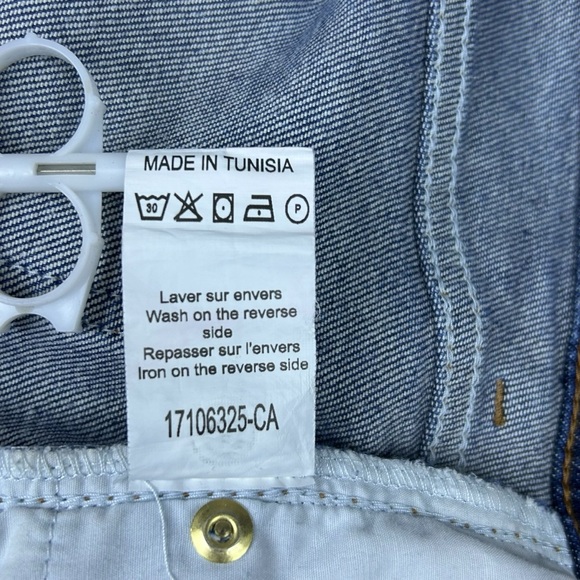 MADE IN TUNISIA
30 P
Laver sur envers
Wash on the reverse
side
Repasser sur l'envers
Iron on the reverse side
17106325-CA